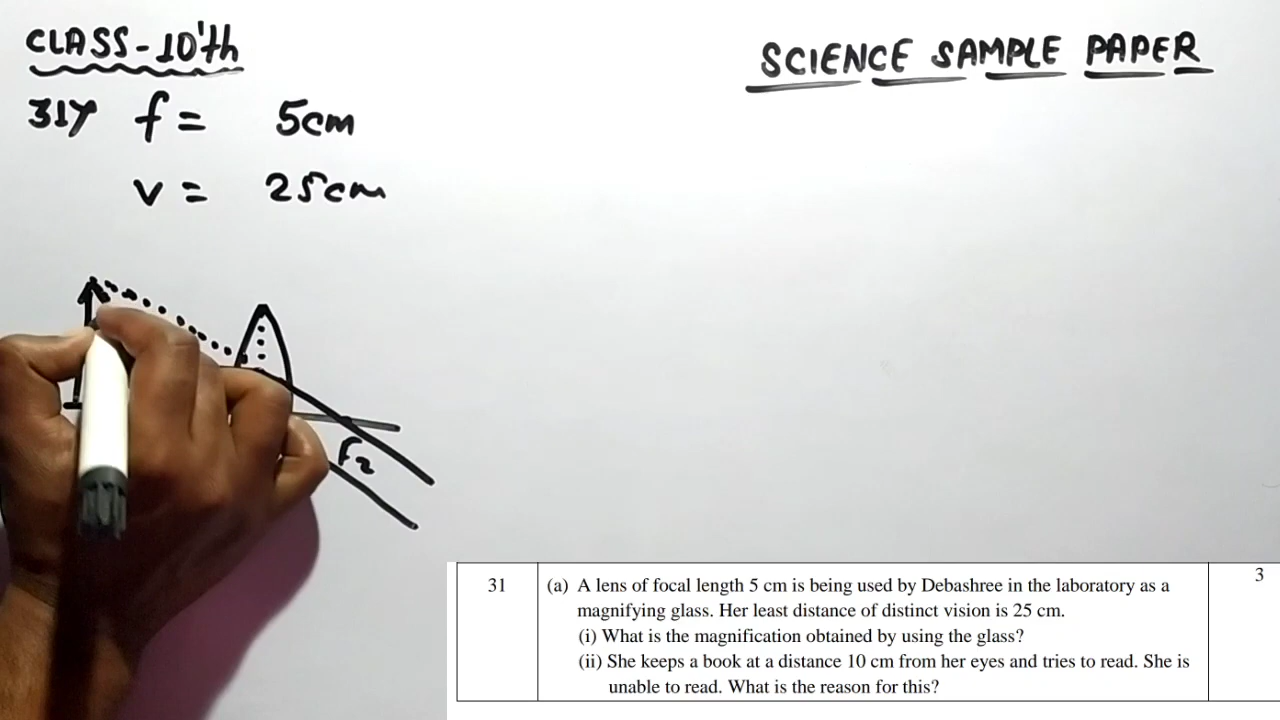 CLASS-10'th
SCIENCE SAMPLE PAPER
31) f = 5cm
v = 25cm
F2
31
(a) A lens of focal length 5 cm is being used by Debashree in the laboratory as a
magnifying glass. Her least distance of distinct vision is 25 cm.
(i) What is the magnification obtained by using the glass?
(ii) She keeps a book at a distance 10 cm from her eyes and tries to read. She is
unable to read. What is the reason for this?
3